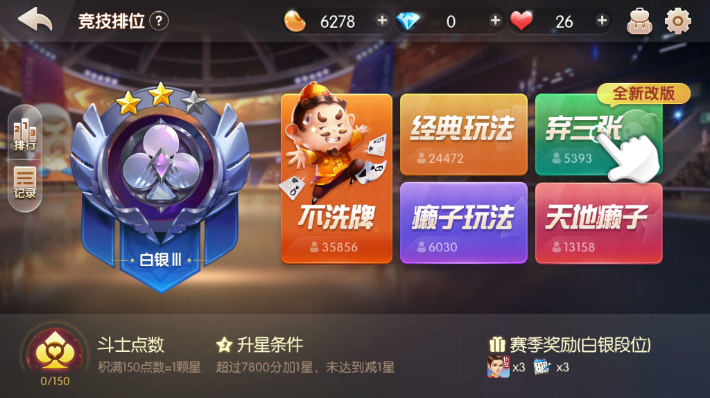 竞技排位 ?
6278 + 0 + 26 +
排行
记录
白银 III
不洗牌
35856
经典玩法
24472
全新改版
弃三张
5393
癞子玩法
6030
天地癞子
13158
0/150
斗士点数
积满150点数=1颗星
升星条件
超过7800分加1星，未达到减1星
赛季奖励(白银段位)
x3 x3